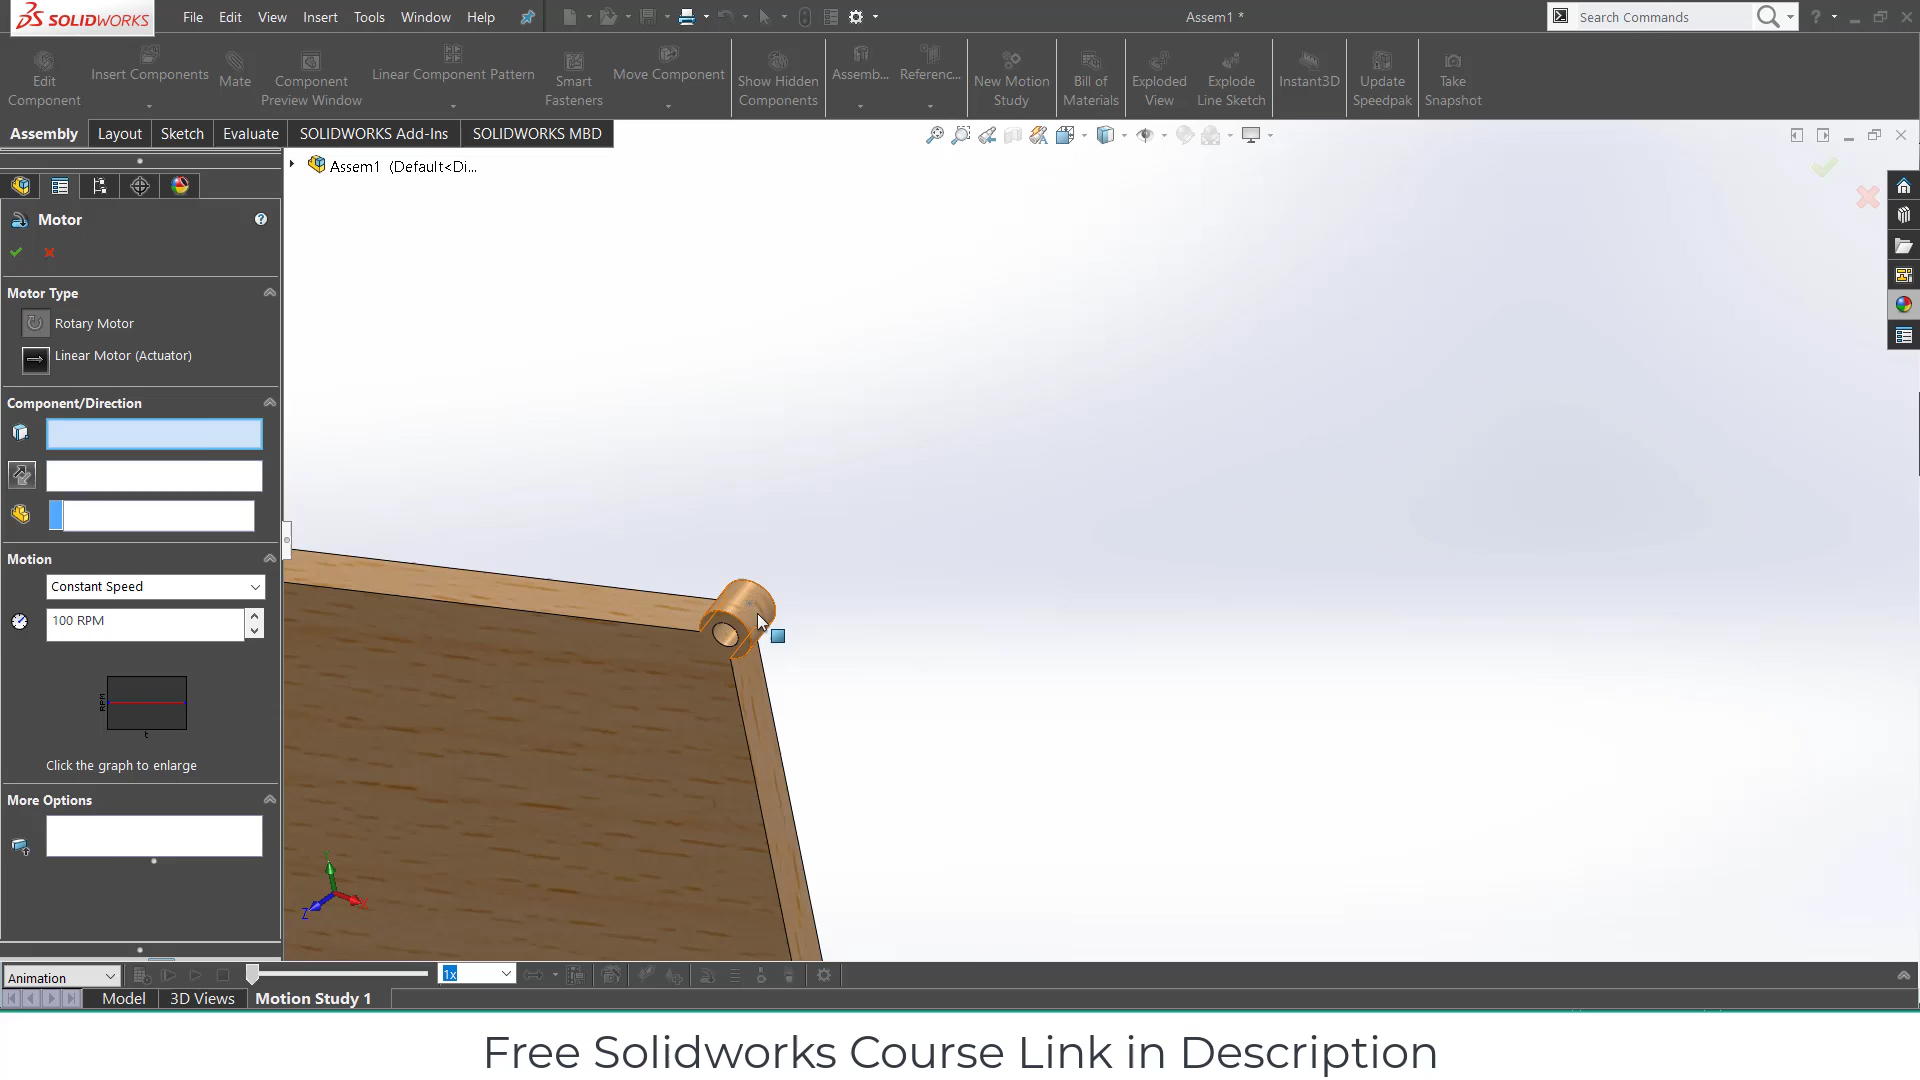 SOLIDWORKS
File Edit View Insert Tools Window Help
Assem1 *
Search Commands
Edit Component
Insert Components
Mate
Component Preview Window
Linear Component Pattern
Smart Fasteners
Move Component
Show Hidden Components
Assemb...
Referenc...
New Motion Study
Bill of Materials
Exploded View
Explode Line Sketch
Instant3D
Update Speedpak
Take Snapshot
Assembly Layout Sketch Evaluate SOLIDWORKS Add-Ins SOLIDWORKS MBD
Assem1 (Default<Di...
Motor
Motor Type
Rotary Motor
Linear Motor (Actuator)
Component/Direction
Motion
Constant Speed
100 RPM
RPM
t
Click the graph to enlarge
More Options
Y
X
Z
Animation
1x
Model 3D Views Motion Study 1
Free Solidworks Course Link in Description